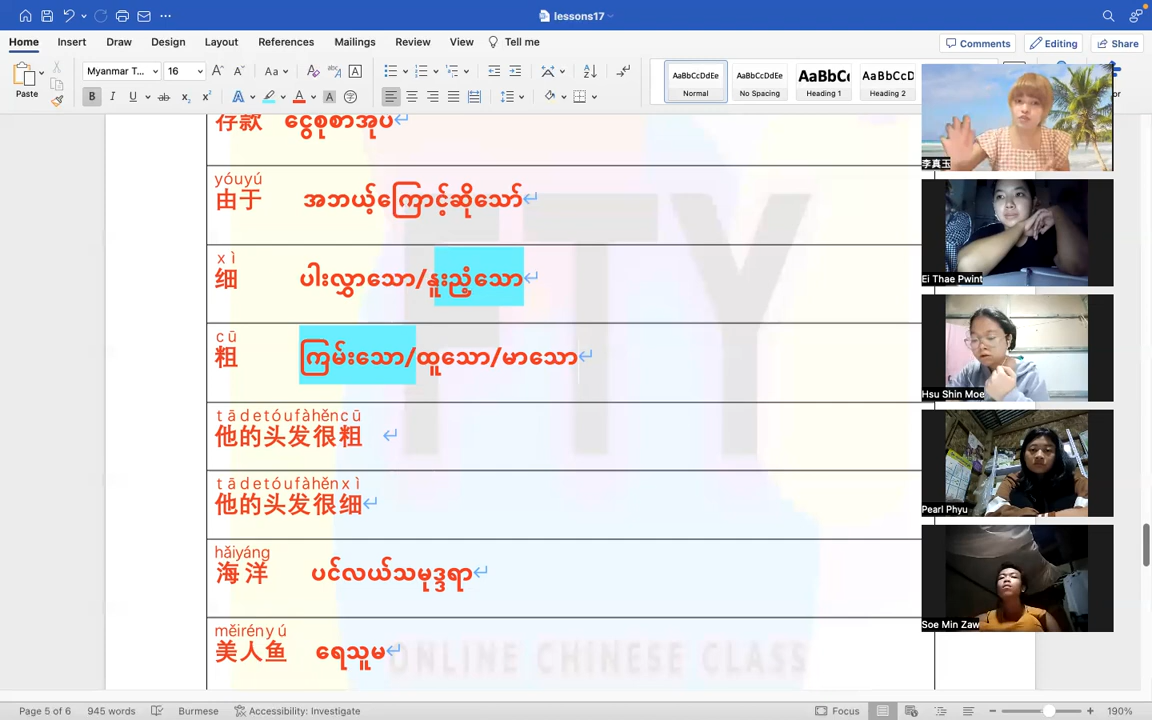 lessons17
Home Insert Draw Design Layout References Mailings Review View Tell me
Comments Editing Share
Paste
Myanmar T... 16
AaBbCcDdEe AaBbCcDdEe AaBbC AaBbCcD
Normal No Spacing Heading 1 Heading 2
存款 ငွေစုစာအုပ်
yóuyú
由于 အဘယ့်ကြောင့်ဆိုသော်
xì
细 ပါးလွှာသော/နူးညံ့သော
cū
粗 ကြမ်းသော/ထူသော/မာသော
tādetóufàhěncū
他的头发很粗
tādetóufàhěnxì
他的头发很细
hǎiyáng
海洋 ပင်လယ်သမုဒ္ဒရာ
měirényú
美人鱼 ရေသူမ
FTY
ONLINE CHINESE CLASS
李真玉
Ei Thae Pwint
Hsu Shin Moe
Pearl Phyu
Soe Min Zaw
Page 5 of 6 945 words Burmese Accessibility: Investigate Focus 190%